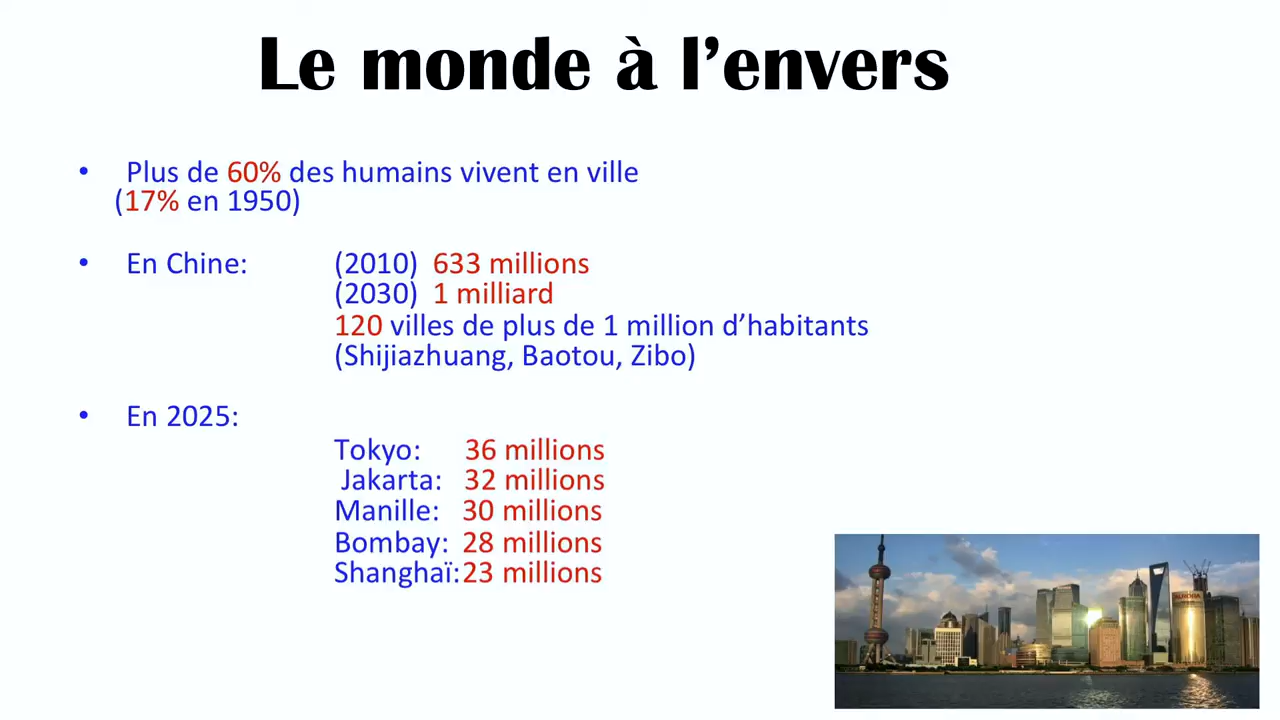 Le monde à l’envers
• Plus de 60% des humains vivent en ville
(17% en 1950)
• En Chine: (2010) 633 millions
(2030) 1 milliard
120 villes de plus de 1 million d’habitants
(Shijiazhuang, Baotou, Zibo)
• En 2025:
Tokyo: 36 millions
Jakarta: 32 millions
Manille: 30 millions
Bombay: 28 millions
Shanghaï: 23 millions
AURORA